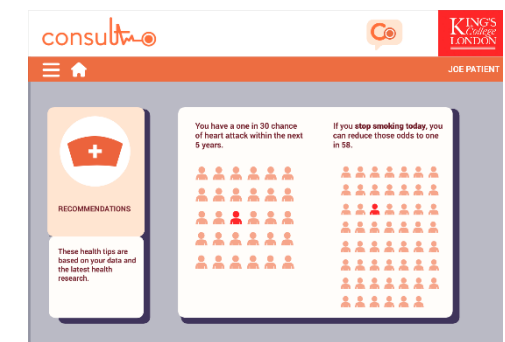 consult
KING'S
College
LONDON
JOE PATIENT
You have a one in 30 chance
of heart attack within the next
5 years.
If you stop smoking today, you
can reduce those odds to one
in 58.
RECOMMENDATIONS
These health tips are
based on your data and
the latest health
research.